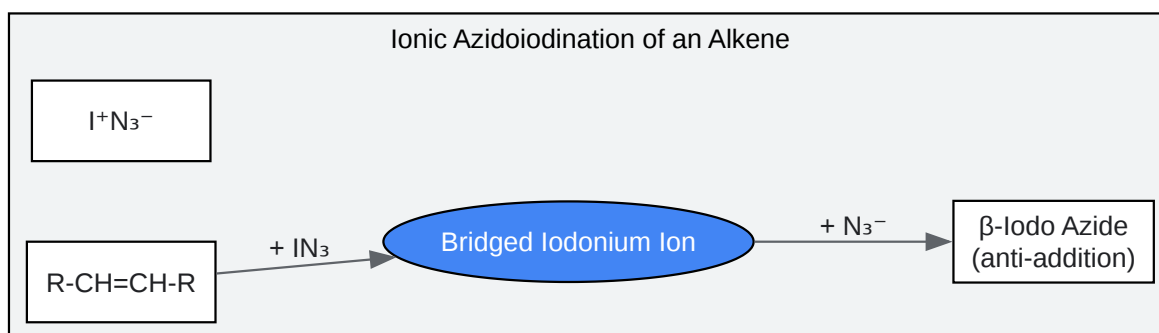 Ionic Azidoiodination of an Alkene
I⁺N₃⁻
R-CH=CH-R
+ IN₃
Bridged Iodonium Ion
+ N₃⁻
β-Iodo Azide
(anti-addition)